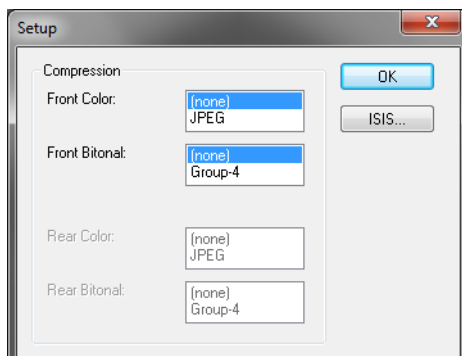 Setup
Compression
OK
Front Color:
(none)
JPEG
ISIS...
Front Bitonal:
(none)
Group-4
Rear Color:
(none)
JPEG
Rear Bitonal:
(none)
Group-4